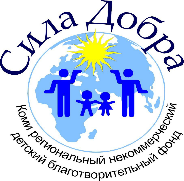 Сила Добра
Коми региональный некоммерческий
детский благотворительный фонд